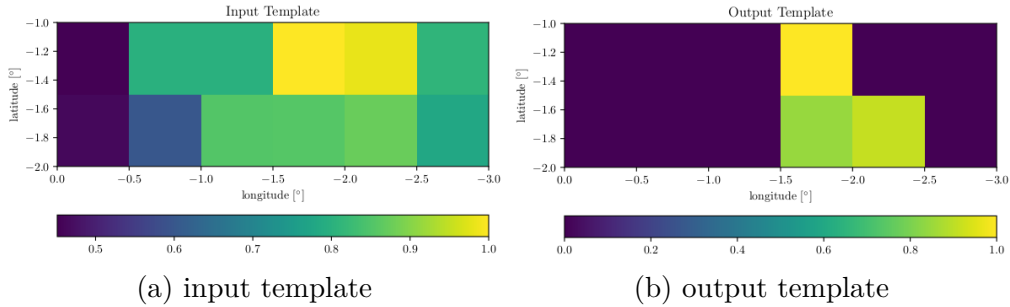 Input Template
−1.0
−1.2
−1.4
−1.6
−1.8
−2.0
latitude [°]
0.0 −0.5 −1.0 −1.5 −2.0 −2.5 −3.0
longitude [°]
0.5 0.6 0.7 0.8 0.9 1.0
(a) input template
Output Template
−1.0
−1.2
−1.4
−1.6
−1.8
−2.0
latitude [°]
0.0 −0.5 −1.0 −1.5 −2.0 −2.5 −3.0
longitude [°]
0.0 0.2 0.4 0.6 0.8 1.0
(b) output template